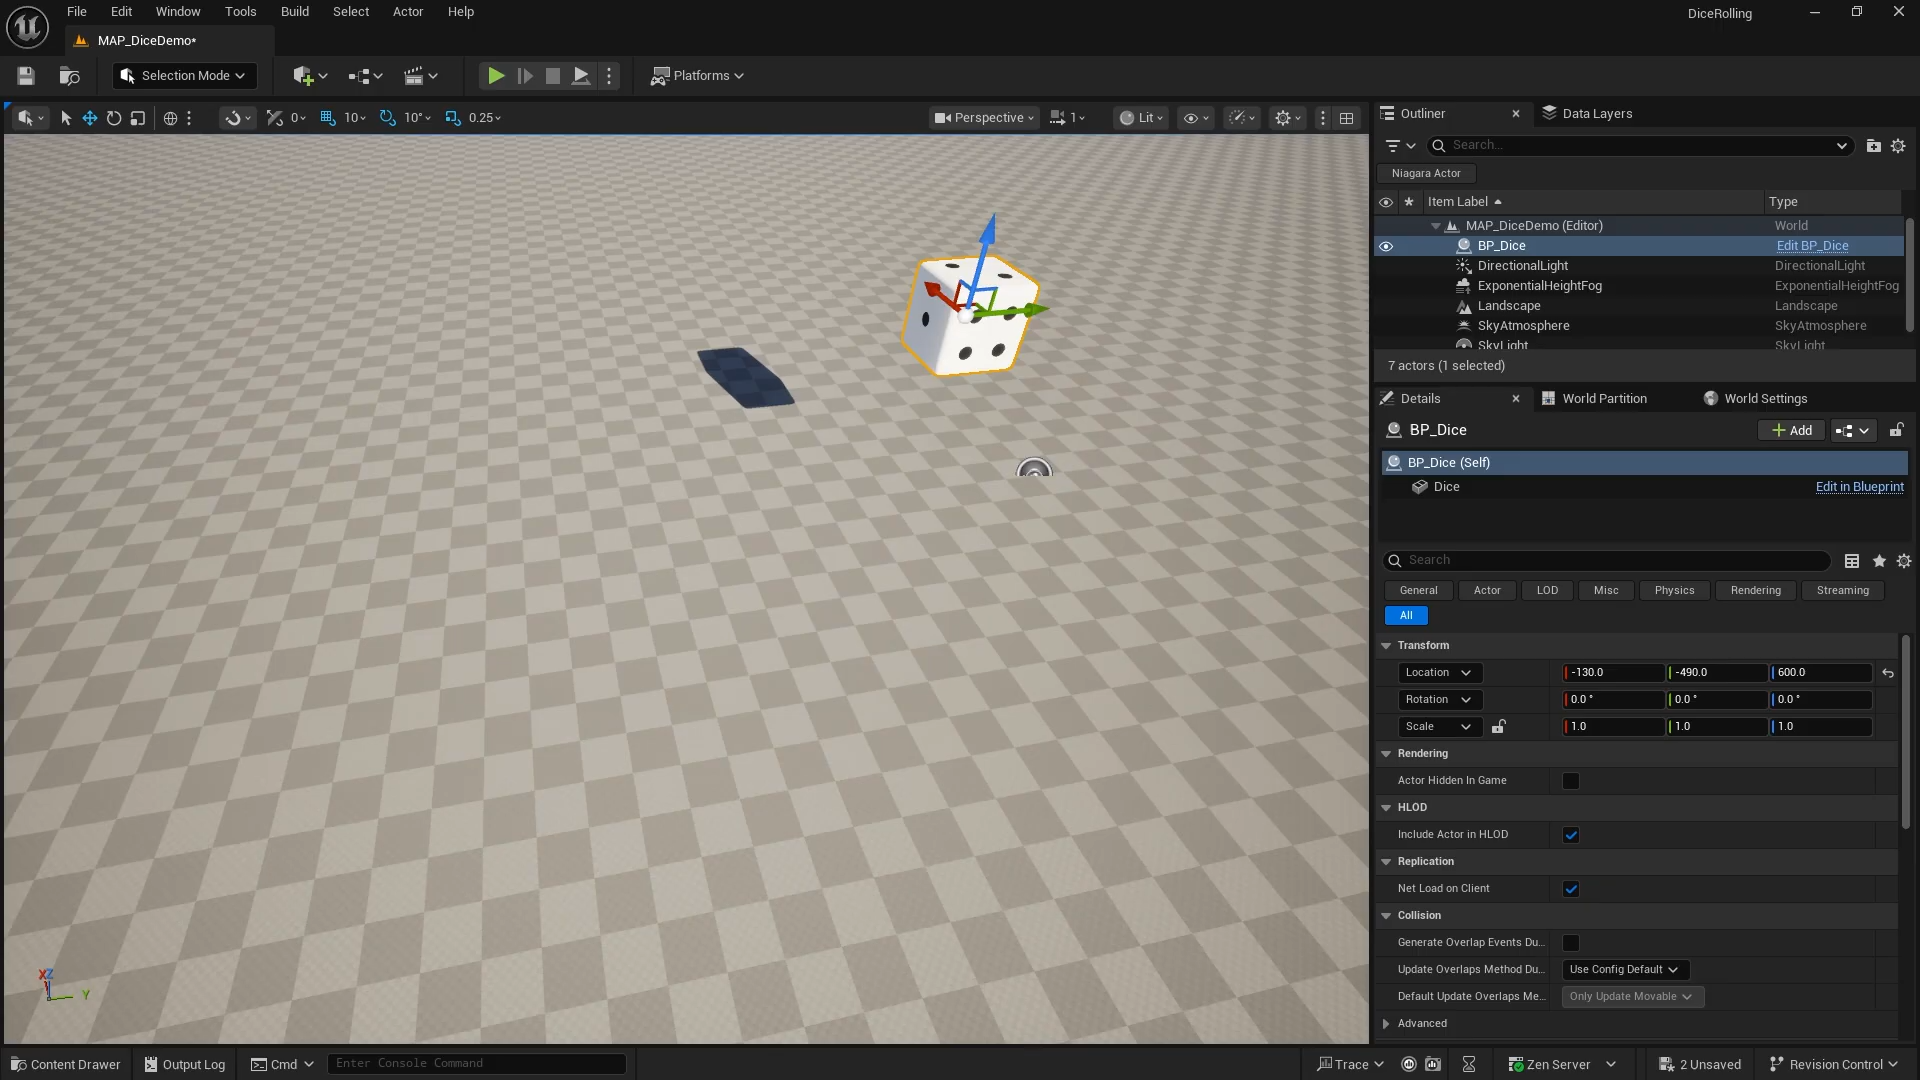 File Edit Window Tools Build Select Actor Help
DiceRolling
MAP_DiceDemo*
Selection Mode
Platforms
0 10 10° 0.25 Perspective 1 Lit
Outliner
Data Layers
Search...
Niagara Actor
Item Label Type
MAP_DiceDemo (Editor) World
BP_Dice Edit BP_Dice
DirectionalLight DirectionalLight
ExponentialHeightFog ExponentialHeightFog
Landscape Landscape
SkyAtmosphere SkyAtmosphere
SkyLight SkyLight
7 actors (1 selected)
Details World Partition World Settings
BP_Dice Add
BP_Dice (Self)
Dice Edit in Blueprint
Search
General Actor LOD Misc Physics Rendering Streaming
All
Transform
Location -130.0 -490.0 600.0
Rotation 0.0 ° 0.0 ° 0.0 °
Scale 1.0 1.0 1.0
Rendering
Actor Hidden In Game
HLOD
Include Actor in HLOD
Replication
Net Load on Client
Collision
Generate Overlap Events Du...
Update Overlaps Method Du... Use Config Default
Default Update Overlaps Me... Only Update Movable
Advanced
XZ Y
Content Drawer Output Log Cmd Enter Console Command Trace Zen Server 2 Unsaved Revision Control